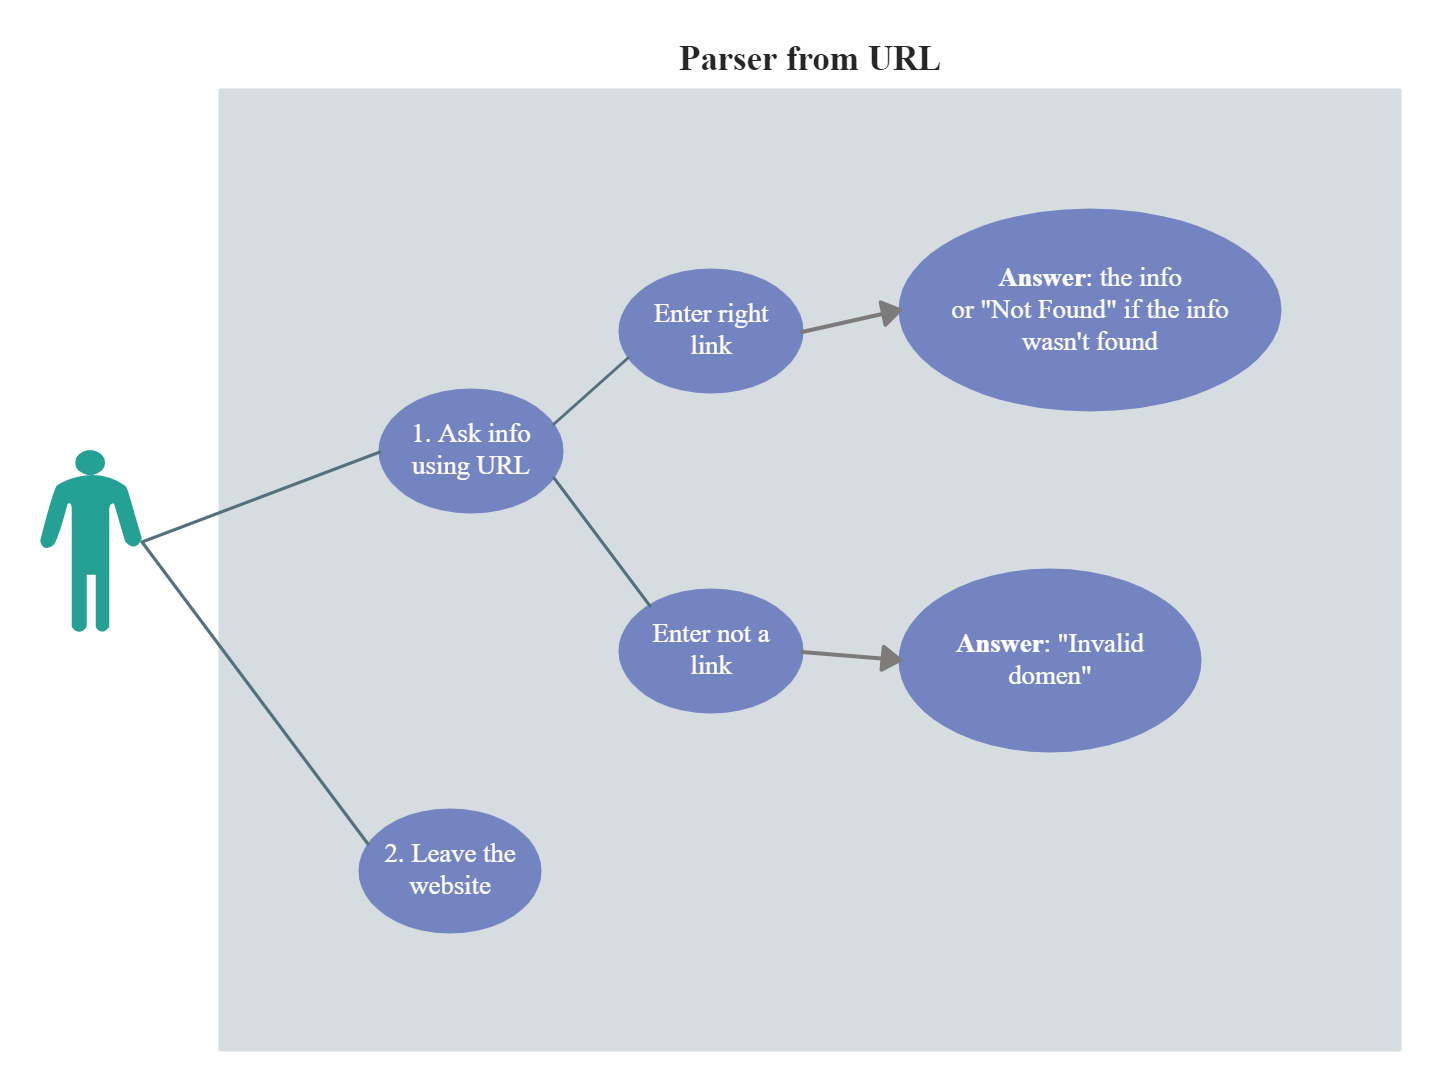 Parser from URL
Answer: the info
or "Not Found" if the info
wasn't found
Enter right
link
1. Ask info
using URL
Enter not a
link
Answer: "Invalid
domen"
2. Leave the
website